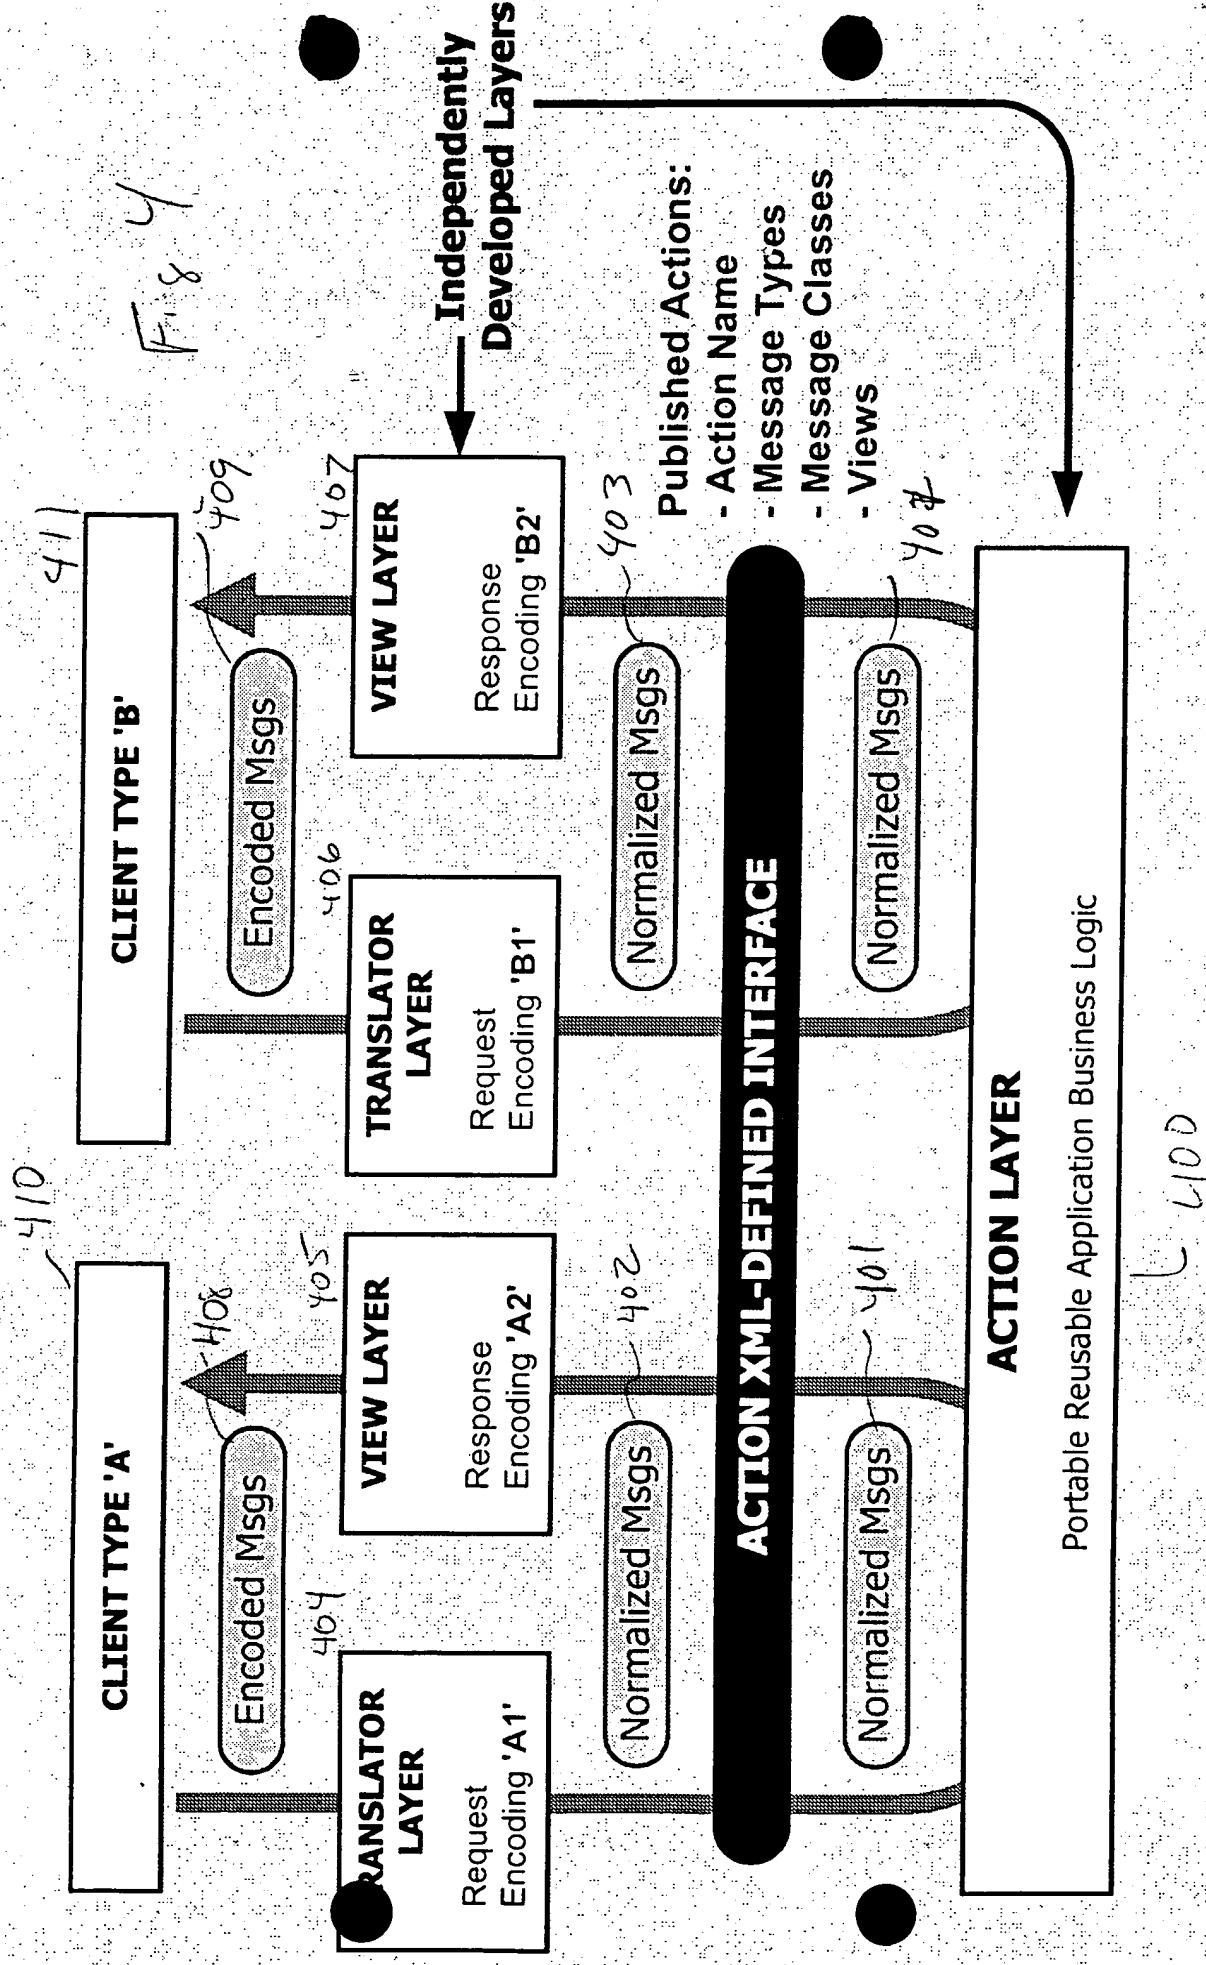 Fig 4
410
411
CLIENT TYPE 'A'
CLIENT TYPE 'B'
408
409
Encoded Msgs
Encoded Msgs
404
405
406
407
RANSLATOR
LAYER
Request
Encoding 'A1'
VIEW LAYER
Response
Encoding 'A2'
TRANSLATOR
LAYER
Request
Encoding 'B1'
VIEW LAYER
Response
Encoding 'B2'
Independently
Developed Layers
402
403
Normalized Msgs
Normalized Msgs
ACTION XML-DEFINED INTERFACE
Published Actions:
- Action Name
- Message Types
- Message Classes
- Views
401
Normalized Msgs
Normalized Msgs
ACTION LAYER
Portable Reusable Application Business Logic
400